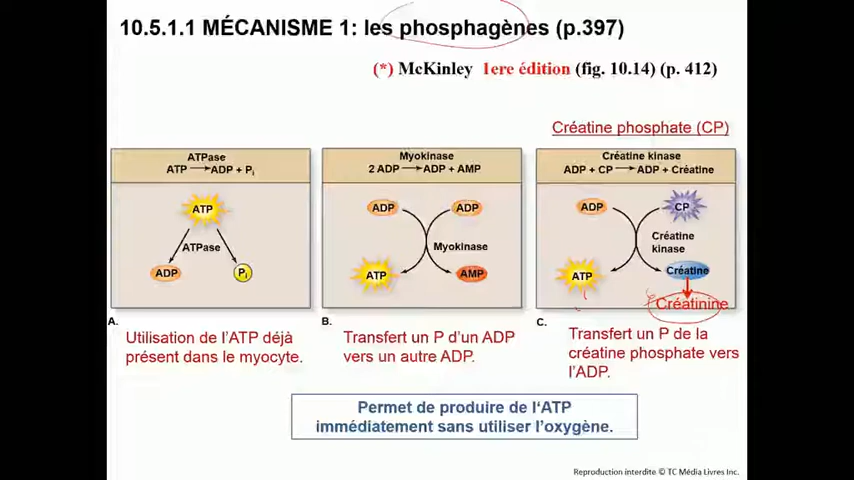 10.5.1.1 MÉCANISME 1: les phosphagènes (p.397)
(*) McKinley 1ere édition (fig. 10.14) (p. 412)
Créatine phosphate (CP)
ATPase
ATP → ADP + Pi
ATP
ATPase
ADP
Pi
A.
Utilisation de l'ATP déjà
présent dans le myocyte.
Myokinase
2 ADP → ADP + AMP
ADP
ADP
Myokinase
ATP
AMP
B.
Transfert un P d'un ADP
vers un autre ADP.
Créatine kinase
ADP + CP → ADP + Créatine
ADP
CP
Créatine
kinase
ATP
Créatine
Créatinine
C.
Transfert un P de la
créatine phosphate vers
l'ADP.
Permet de produire de l'ATP
immédiatement sans utiliser l'oxygène.
Reproduction interdite © TC Média Livres Inc.